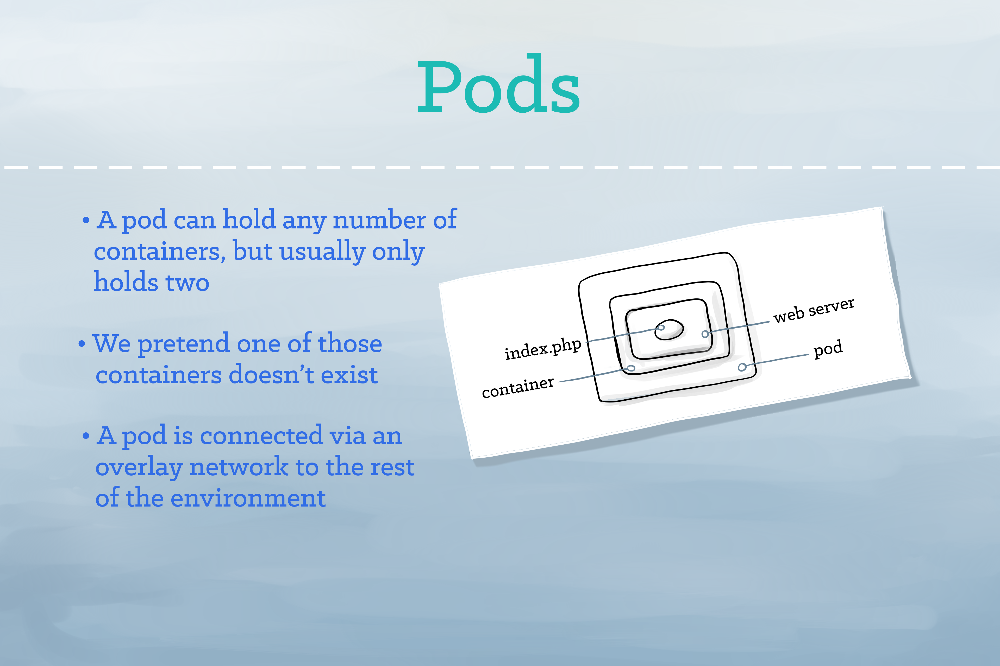 Pods
• A pod can hold any number of
containers, but usually only
holds two
• We pretend one of those
containers doesn’t exist
• A pod is connected via an
overlay network to the rest
of the environment
index.php
container
web server
pod